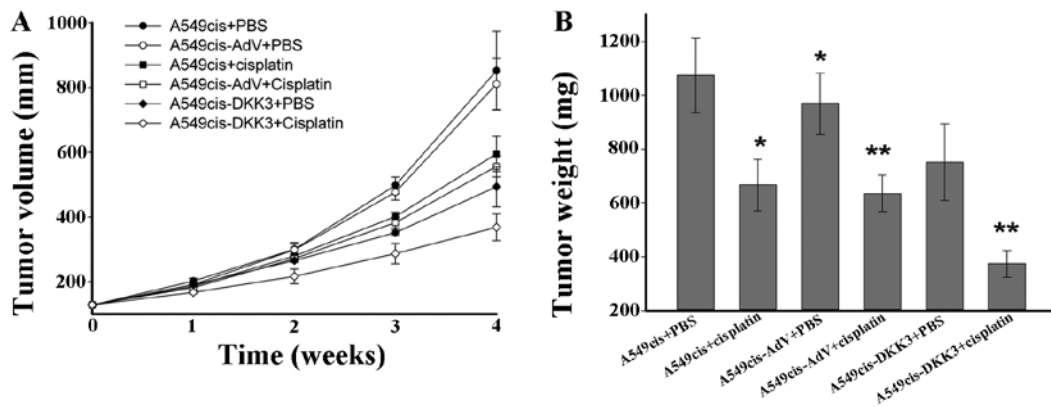 A
Tumor volume (mm)
1000
800
600
400
200
0
1
2
3
4
Time (weeks)
A549cis+PBS
A549cis-AdV+PBS
A549cis+cisplatin
A549cis-AdV+Cisplatin
A549cis-DKK3+PBS
A549cis-DKK3+Cisplatin
B
Tumor weight (mg)
1200
1000
800
600
400
200
*
*
**
**
A549cis+PBS
A549cis+cisplatin
A549cis-AdV+PBS
A549cis-AdV+cisplatin
A549cis-DKK3+PBS
A549cis-DKK3+cisplatin